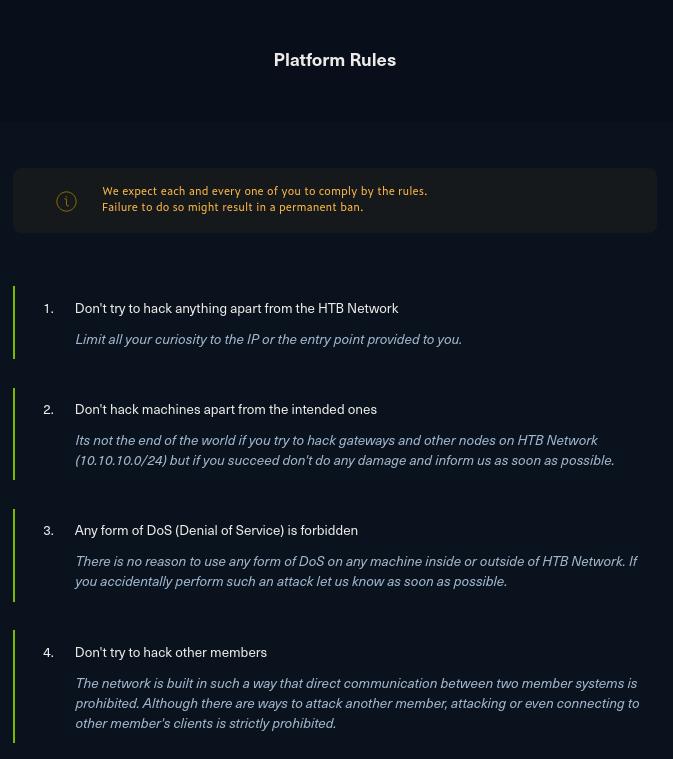 Platform Rules
We expect each and every one of you to comply by the rules.
Failure to do so might result in a permanent ban.
1. Don't try to hack anything apart from the HTB Network
Limit all your curiosity to the IP or the entry point provided to you.
2. Don't hack machines apart from the intended ones
Its not the end of the world if you try to hack gateways and other nodes on HTB Network
(10.10.10.0/24) but if you succeed don't do any damage and inform us as soon as possible.
3. Any form of DoS (Denial of Service) is forbidden
There is no reason to use any form of DoS on any machine inside or outside of HTB Network. If
you accidentally perform such an attack let us know as soon as possible.
4. Don't try to hack other members
The network is built in such a way that direct communication between two member systems is
prohibited. Although there are ways to attack another member, attacking or even connecting to
other member's clients is strictly prohibited.